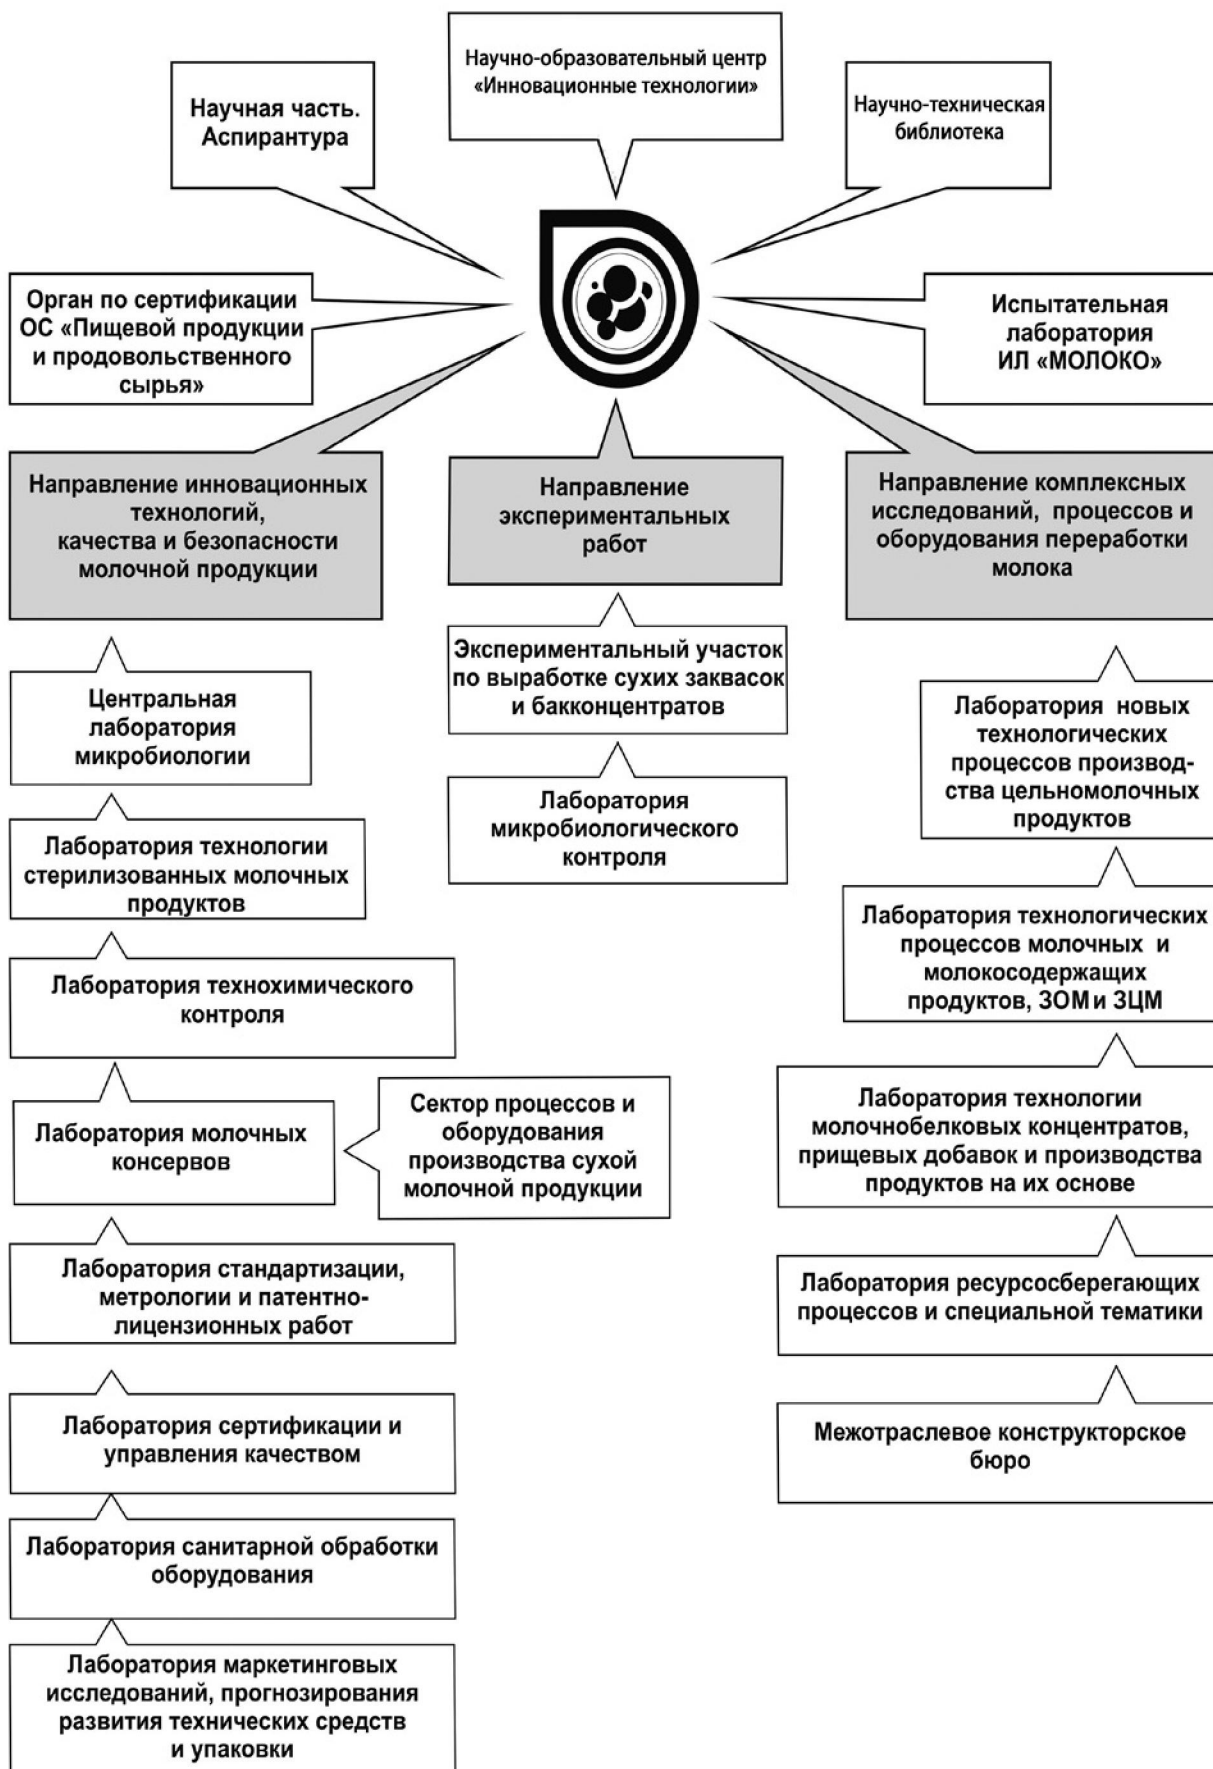 Научно-образовательный центр
«Инновационные технологии»
Научная часть.
Аспирантура
Научно-техническая
библиотека
Орган по сертификации
ОС «Пищевой продукции
и продовольственного
сырья»
Испытательная
лаборатория
ИЛ «МОЛОКО»
Направление инновационных
технологий,
качества и безопасности
молочной продукции
Направление
экспериментальных
работ
Направление комплексных
исследований, процессов и
оборудования переработки
молока
Центральная
лаборатория
микробиологии
Лаборатория технологии
стерилизованных молочных
продуктов
Лаборатория технохимического
контроля
Лаборатория молочных
консервов
Сектор процессов и
оборудования
производства сухой
молочной продукции
Лаборатория стандартизации,
метрологии и патентно-
лицензионных работ
Лаборатория сертификации и
управления качеством
Лаборатория санитарной обработки
оборудования
Лаборатория маркетинговых
исследований, прогнозирования
развития технических средств
и упаковки
Экспериментальный участок
по выработке сухих заквасок
и бакконцентратов
Лаборатория
микробиологического
контроля
Лаборатория новых
технологических
процессов производ-
ства цельномолочных
продуктов
Лаборатория технологических
процессов молочных и
молокосодержащих
продуктов, ЗОМ и ЗЦМ
Лаборатория технологии
молочнобелковых концентратов,
прищевых добавок и производства
продуктов на их основе
Лаборатория ресурсосберегающих
процессов и специальной тематики
Межотраслевое конструкторское
бюро